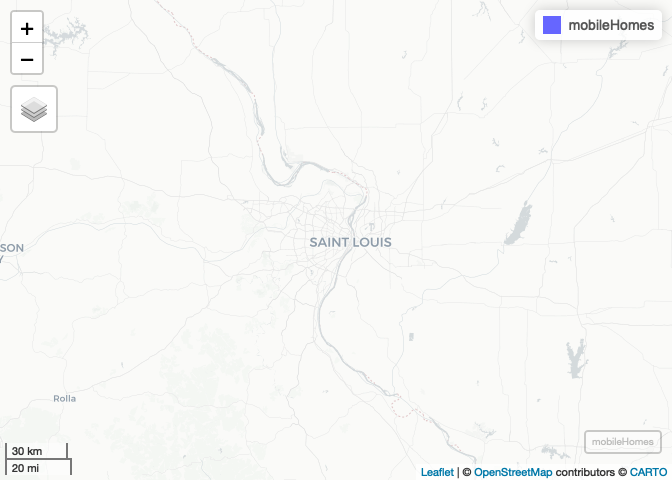 +
mobileHomes
−
SAINT LOUIS
SON
Y
Rolla
mobileHomes
30 km
20 mi
Leaflet | © OpenStreetMap contributors © CARTO